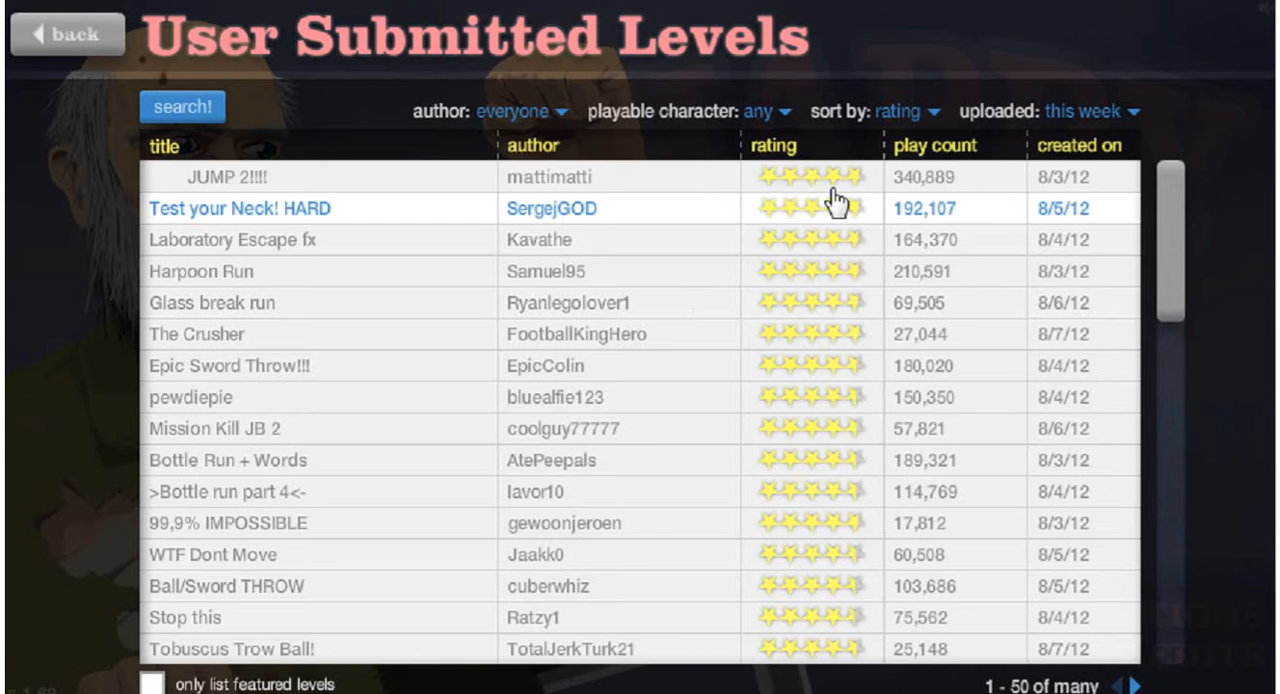 back User Submitted Levels
search! author: everyone playable character: any sort by: rating uploaded: this week
title author rating play count created on
JUMP 2!!!! mattimatti 340,889 8/3/12
Test your Neck! HARD SergejGOD 192,107 8/5/12
Laboratory Escape fx Kavathe 164,370 8/4/12
Harpoon Run Samuel95 210,591 8/3/12
Glass break run Ryanlegolover1 69,505 8/6/12
The Crusher FootballKingHero 27,044 8/7/12
Epic Sword Throw!!! EpicColin 180,020 8/4/12
pewdiepie bluealfie123 150,350 8/4/12
Mission Kill JB 2 coolguy77777 57,821 8/6/12
Bottle Run + Words AtePeepals 189,321 8/3/12
>Bottle run part 4<- lavor10 114,769 8/4/12
99,9% IMPOSSIBLE gewoonjeroen 17,812 8/3/12
WTF Dont Move Jaakk0 60,508 8/5/12
Ball/Sword THROW cuberwhiz 103,686 8/5/12
Stop this Ratzy1 75,562 8/4/12
Tobuscus Trow Ball! TotalJerkTurk21 25,148 8/7/12
only list featured levels 1 - 50 of many